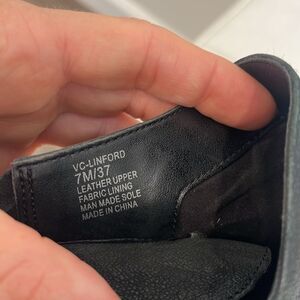 VC-LINFORD
7M/37
LEATHER UPPER
FABRIC LINING
MAN MADE SOLE
MADE IN CHINA